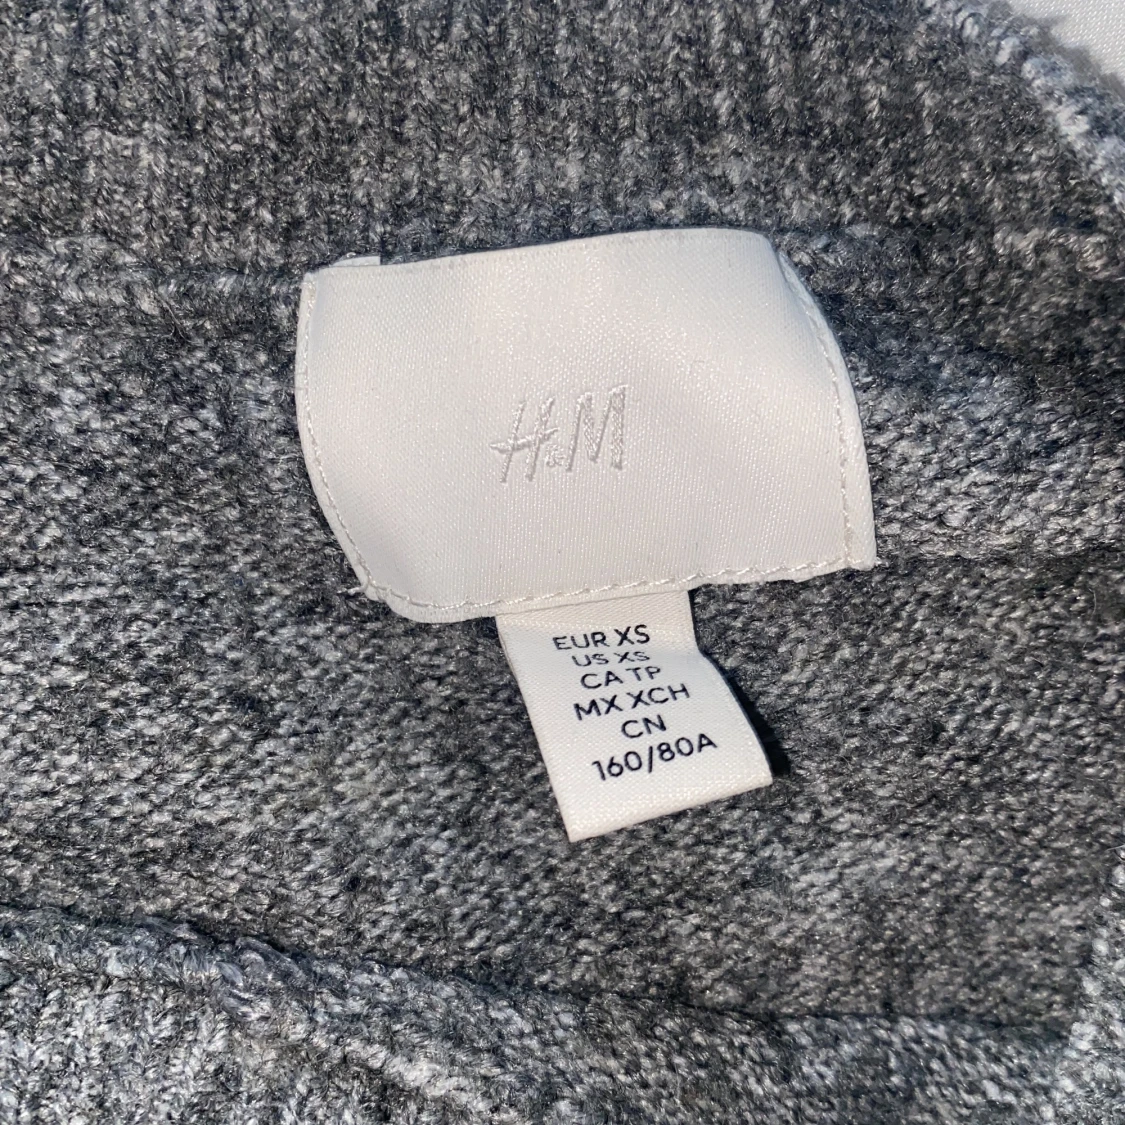 H&M
EUR XS
US XS
CA TP
MX XCH
CN
160/80A